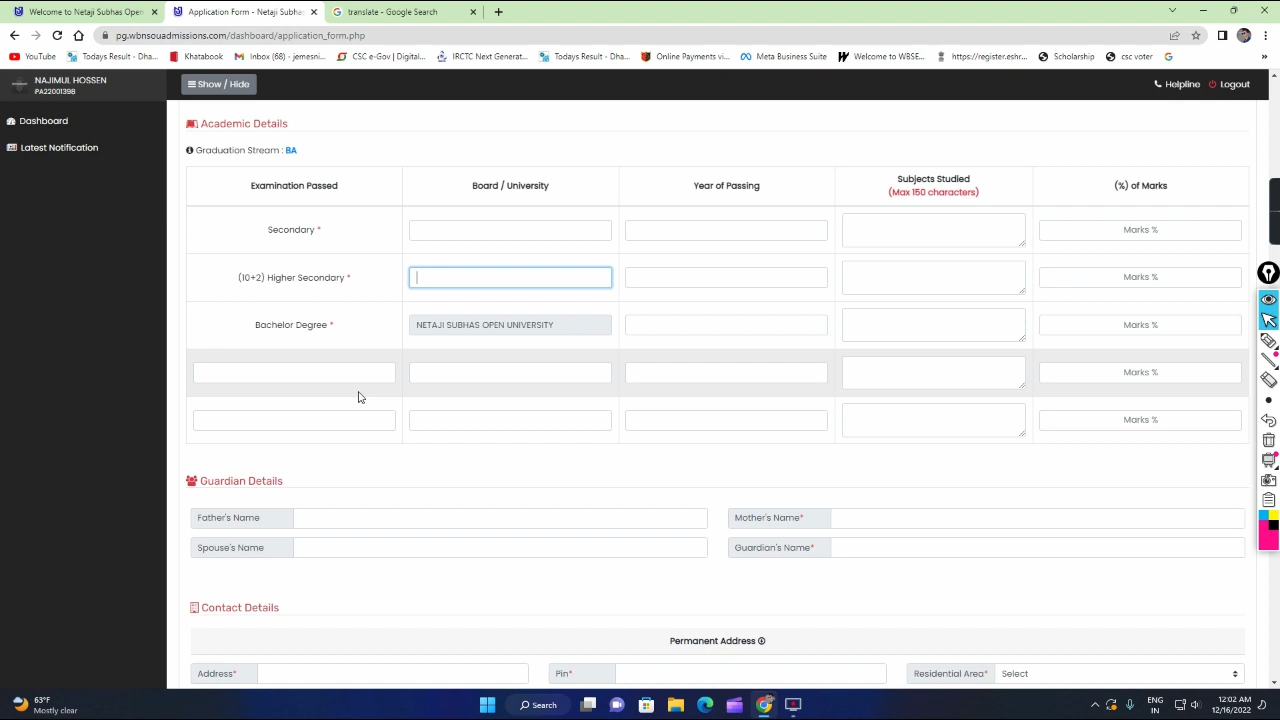 Welcome to Netaji Subhas Open
Application Form - Netaji Subhas
translate - Google Search
pg.wbnsouadmissions.com/dashboard/application_form.php
YouTube
Todays Result - Dha...
Khatabook
Inbox (68) - jemesni...
CSC e-Gov | Digital...
IRCTC Next Generat...
Todays Result - Dha...
Online Payments vi...
Meta Business Suite
Welcome to WBSE...
https://register.eshr...
Scholarship
csc voter
NAJIMUL HOSSEN
PA22001398
Show / Hide
Helpline
Logout
Dashboard
Latest Notification
Academic Details
Graduation Stream : BA
Examination Passed
Board / University
Year of Passing
Subjects Studied
(Max 150 characters)
(%) of Marks
Secondary *
Marks %
(10+2) Higher Secondary *
Marks %
Bachelor Degree *
NETAJI SUBHAS OPEN UNIVERSITY
Marks %
Marks %
Marks %
Guardian Details
Father's Name
Mother's Name*
Spouse's Name
Guardian's Name*
Contact Details
Permanent Address
Address*
Pin*
Residential Area*
Select
63°F
Mostly clear
Search
ENG
IN
12:02 AM
12/16/2022